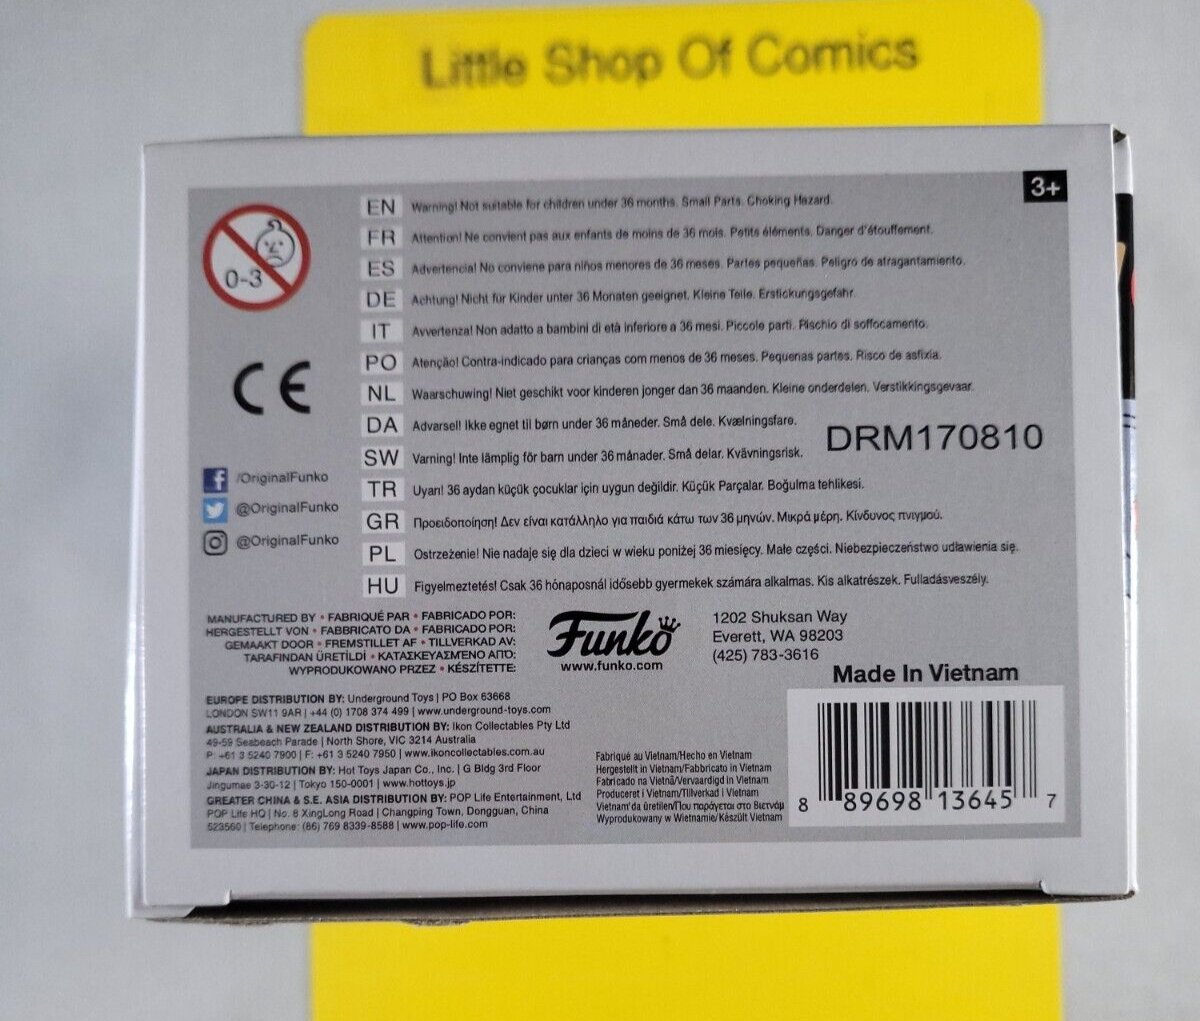 Little Shop Of Comics
3+
0-3
EN Warning! Not suitable for children under 36 months. Small Parts. Choking Hazard.
FR Attention! Ne convient pas aux enfants de moins de 36 mois. Petits éléments. Danger d'étouffement.
ES Advertencia! No conviene para niños menores de 36 meses. Partes pequeñas. Peligro de atragantamiento.
DE Achtung! Nicht für Kinder unter 36 Monaten geeignet. Kleine Teile. Erstickungsgefahr.
IT Avvertenza! Non adatto a bambini di età inferiore a 36 mesi. Piccole parti. Rischio di soffocamento.
PO Atenção! Contra-indicado para crianças com menos de 36 meses. Pequenas partes. Risco de asfixia.
NL Waarschuwing! Niet geschikt voor kinderen jonger dan 36 maanden. Kleine onderdelen. Verstikkingsgevaar.
DA Advarsel! Ikke egnet til børn under 36 måneder. Små dele. Kvælningsfare.
SW Varning! Inte lämplig för barn under 36 månader. Små delar. Kvävningsrisk.
TR Uyarı! 36 aydan küçük çocuklar için uygun değildir. Küçük Parçalar. Boğulma tehlikesi.
GR Προειδοποίηση! Δεν είναι κατάλληλο για παιδιά κάτω των 36 μηνών. Μικρά μέρη. Κίνδυνος πνιγμού.
PL Ostrzeżenie! Nie nadaje się dla dzieci w wieku poniżej 36 miesięcy. Małe części. Niebezpieczeństwo udławienia się.
HU Figyelmeztetés! Csak 36 hónaposnál idősebb gyermekek számára alkalmas. Kis alkatrészek. Fulladásveszély.
CE
DRM170810
/OriginalFunko
@OriginalFunko
@OriginalFunko
MANUFACTURED BY • FABRIQUÉ PAR • FABRICADO POR:
HERGESTELLT VON • FABBRICATO DA • FABRICADO POR:
GEMAAKT DOOR • FREMSTILLET AF • TILLVERKAD AV:
TARAFINDAN ÜRETİLDİ • ΚΑΤΑΣΚΕΥΑΣΜΈΝΟ ΑΠΌ:
WYPRODUKOWANO PRZEZ • KÉSZÍTETTE:
Funko
www.funko.com
1202 Shuksan Way
Everett, WA 98203
(425) 783-3616
Made In Vietnam
EUROPE DISTRIBUTION BY: Underground Toys | PO Box 63668
LONDON SW11 9AR | +44 (0) 1708 374 499 | www.underground-toys.com
AUSTRALIA & NEW ZEALAND DISTRIBUTION BY: Ikon Collectables Pty Ltd
49-59 Seabeach Parade | North Shore, VIC 3214 Australia
P: +61 3 5240 7900 | F: +61 3 5240 7950 | www.ikoncollectables.com.au
JAPAN DISTRIBUTION BY: Hot Toys Japan Co., Inc. | G Bldg 3rd Floor
Jingumae 3-30-12 | Tokyo 150-0001 | www.hottoys.jp
GREATER CHINA & S.E. ASIA DISTRIBUTION BY: POP Life Entertainment, Ltd
POP Life HQ | No. 8 XingLong Road | Changping Town, Dongguan, China
523560 | Telephone: (86) 769 8339-8588 | www.pop-life.com
Fabriqué au Vietnam/Hecho en Vietnam
Hergestellt in Vietnam/Fabbricato in Vietnam
Fabricado na Vietnã/Vervaardigd in Vietnam
Produceret i Vietnam/Tillverkad I Vietnam
Vietnam'da üretilen/Που παράγεται στο Βιετνάμ
Wyprodukowany w Wietnamie/Készült Vietnam
8 89698 13645 7